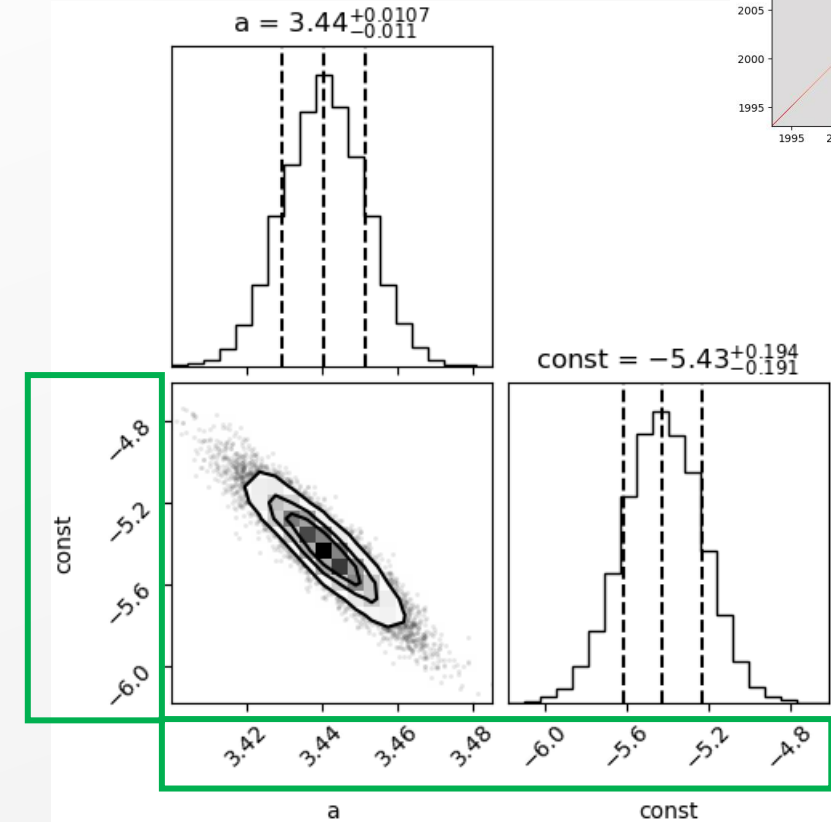 2005
2000
1995
1995 2
a = 3.44+0.0107 −0.011
const = −5.43+0.194 −0.191
−4.8
−5.2
const
−5.6
−6.0
3.42 3.44 3.46 3.48 −6.0 −5.6 −5.2 −4.8
a const